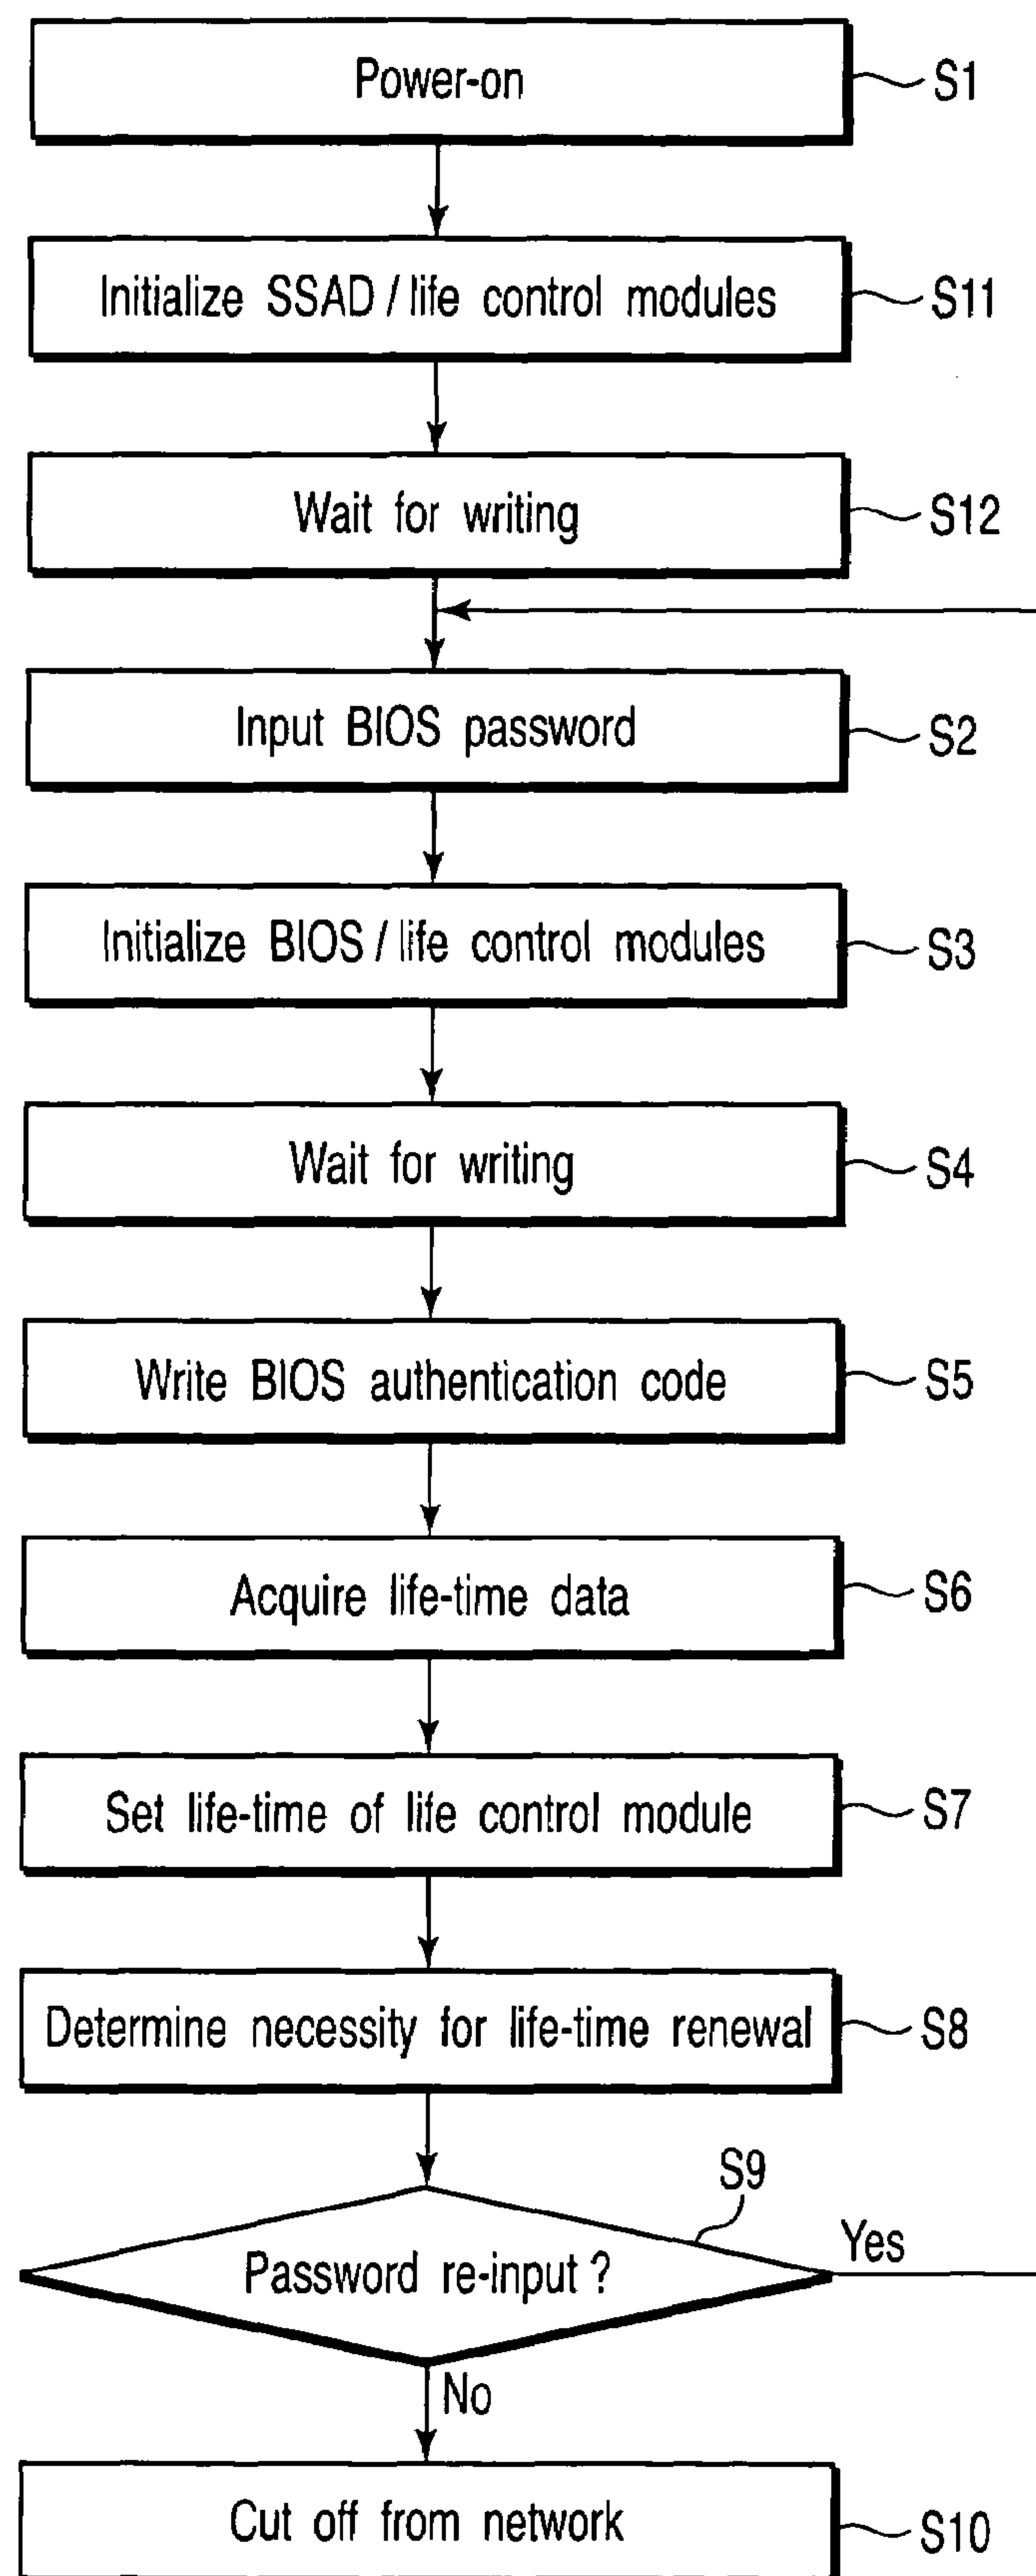 Power-on
S1
Initialize SSAD / life control modules
S11
Wait for writing
S12
Input BIOS password
S2
Initialize BIOS / life control modules
S3
Wait for writing
S4
Write BIOS authentication code
S5
Acquire life-time data
S6
Set life-time of life control module
S7
Determine necessity for life-time renewal
S8
S9
Yes
Password re-input ?
No
Cut off from network
S10